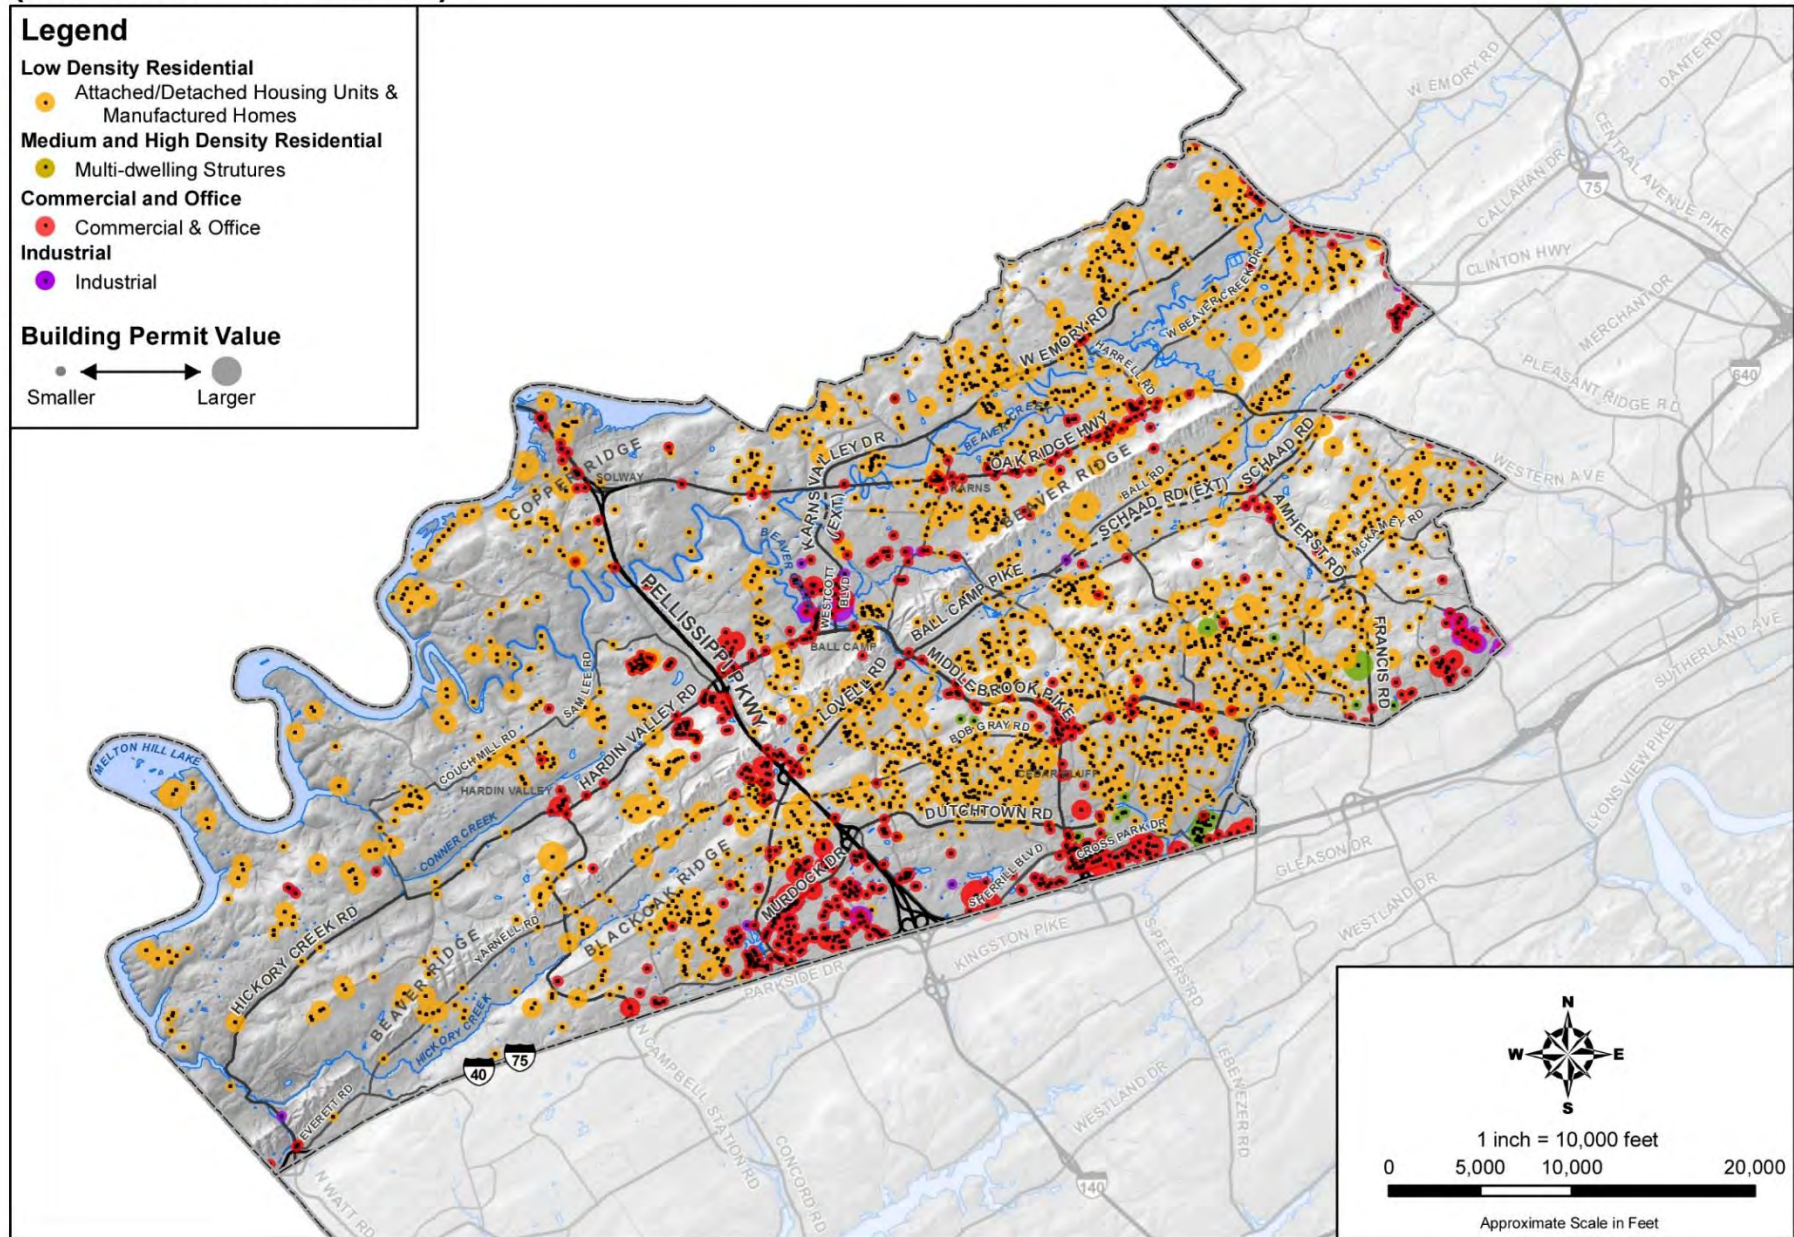 Legend
Low Density Residential
Attached/Detached Housing Units &
Manufactured Homes
Medium and High Density Residential
Multi-dwelling Strutures
Commercial and Office
Commercial & Office
Industrial
Industrial
Building Permit Value
Smaller
Larger
W EMORY RD
DANTE RD
CENTRAL AVENUE PIKE
CALLAHAN DR
75
CLINTON HWY
MERCHANT DR
PLEASANT RIDGE RD
640
WESTERN AVE
SUTHERLAND AVE
LYONS VIEW PIKE
W BEAVER CREEK DR
W EMORY RD
HARRELL RD
BEAVER CREEK
OAK RIDGE HWY
KARNS VALLEY DR
(EXT)
COPPER RIDGE
SOLWAY
KARNS
BEAVER RIDGE
BALL RD
SCHAAD RD (EXT)
SCHAAD RD
AMHERST RD
MCKAMEY RD
BEAVER
WESTCOTT
BLVD
BALL CAMP PIKE
BALL CAMP
PELLISSIPPI PKWY
FRANCIS RD
MIDDLEBROOK PIKE
LOVELL RD
BOB GRAY RD
SAM LEE RD
HARDIN VALLEY RD
COUCH MILL RD
HARDIN VALLEY
MELTON HILL LAKE
CEDAR BLUFF
DUTCHTOWN RD
CONNER CREEK
CROSS PARK DR
SHERRILL BLVD
MURDOCK DR
BLACKOAK RIDGE
GLEASON DR
WESTLAND DR
HICKORY CREEK RD
YARNELL RD
BEAVER RIDGE
KINGSTON PIKE
S PETERS RD
PARKSIDE DR
HICKORY CREEK
40
75
N CAMPBELL STATION RD
EBENEZER RD
WESTLAND DR
EVERETT RD
CONCORD RD
140
N WATT RD
N
W
E
S
1 inch = 10,000 feet
0 5,000 10,000 20,000
Approximate Scale in Feet